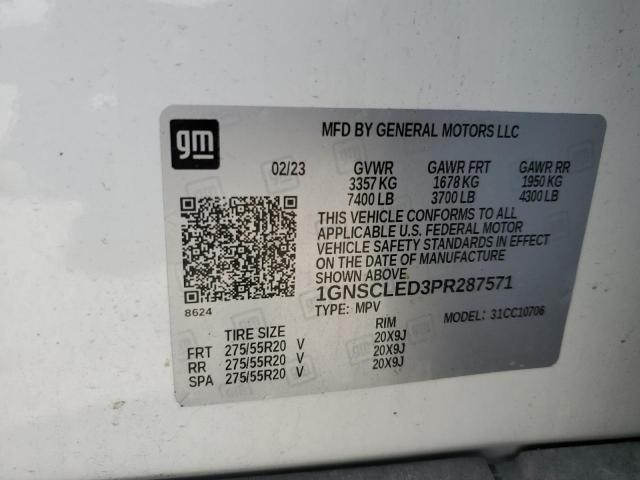 gm
MFD BY GENERAL MOTORS LLC
02/23 GVWR GAWR FRT GAWR RR
3357 KG 1678 KG 1950 KG
7400 LB 3700 LB 4300 LB
THIS VEHICLE CONFORMS TO ALL
APPLICABLE U.S. FEDERAL MOTOR
VEHICLE SAFETY STANDARDS IN EFFECT
ON THE DATE OF MANUFACTURE
SHOWN ABOVE.
1GNSCLED3PR287571
8624
TYPE: MPV MODEL: 31CC10706
TIRE SIZE RIM
FRT 275/55R20 V 20X9J
RR 275/55R20 V 20X9J
SPA 275/55R20 V 20X9J